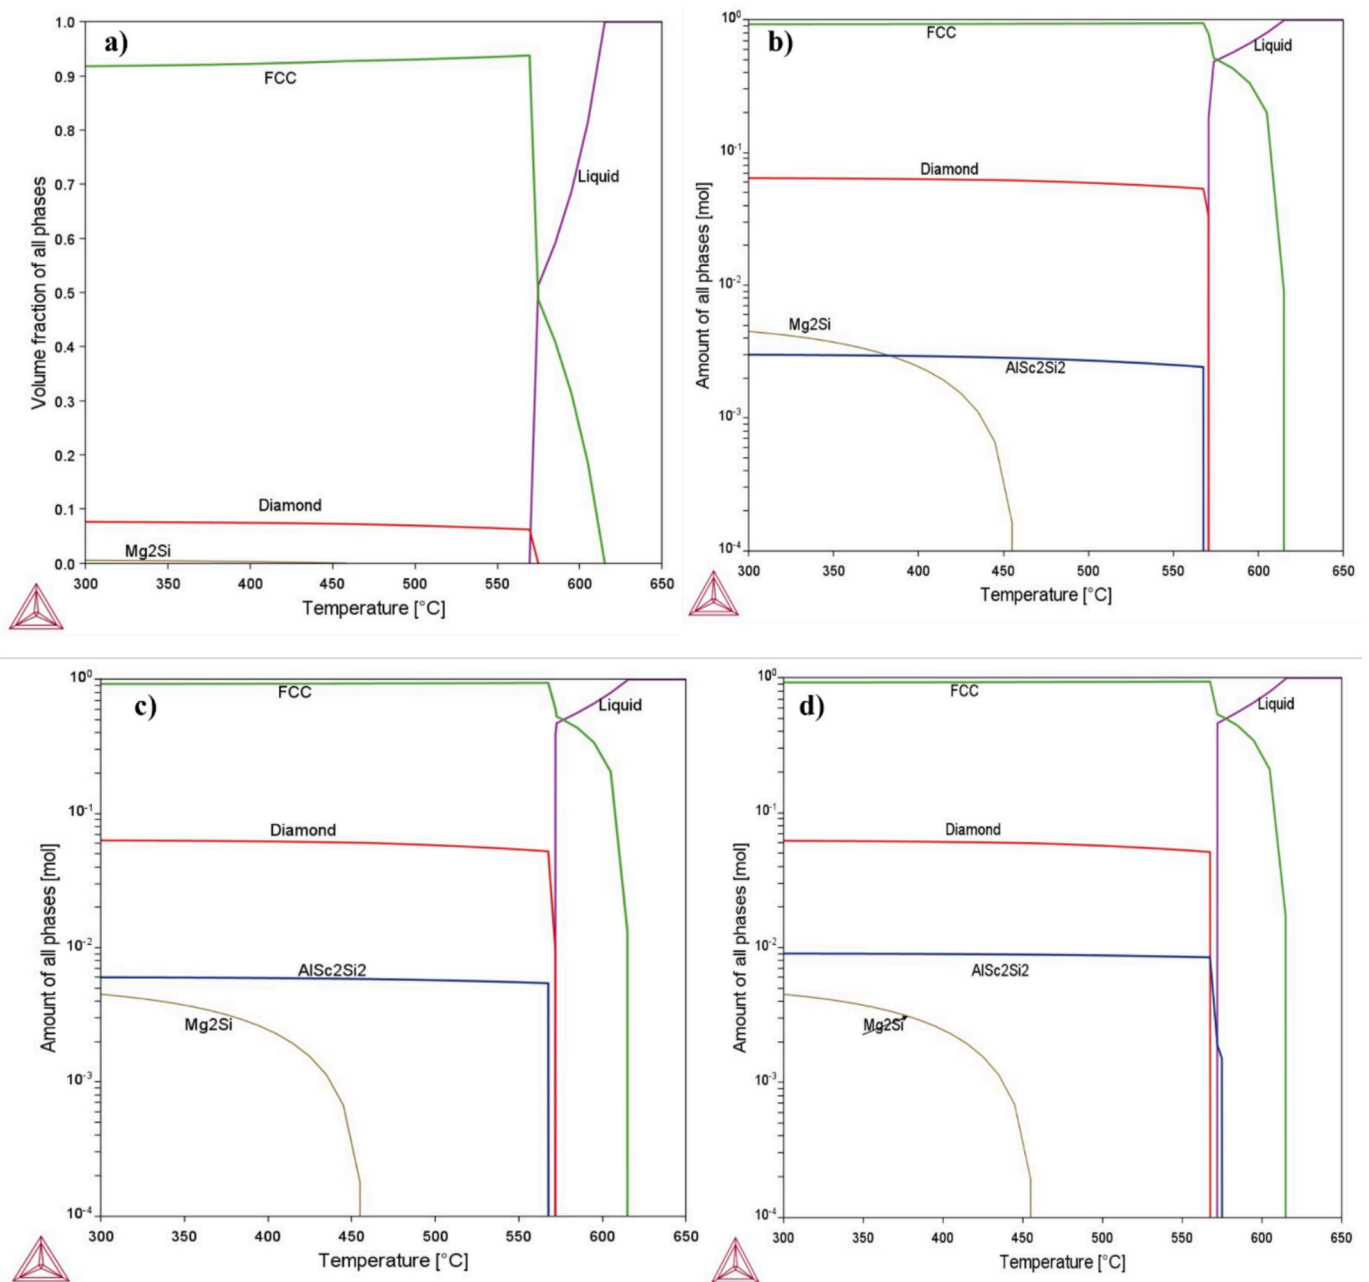 a)
1.0
0.9
0.8
0.7
0.6
0.5
0.4
0.3
0.2
0.1
0.0
Volume fraction of all phases
FCC
Liquid
Diamond
Mg2Si
300 350 400 450 500 550 600 650
Temperature [°C]
b)
10⁰
10⁻¹
10⁻²
10⁻³
10⁻⁴
Amount of all phases [mol]
FCC
Liquid
Diamond
Mg2Si
AlSc2Si2
300 350 400 450 500 550 600 650
Temperature [°C]
c)
10⁰
10⁻¹
10⁻²
10⁻³
10⁻⁴
Amount of all phases [mol]
FCC
Liquid
Diamond
AlSc2Si2
Mg2Si
300 350 400 450 500 550 600 650
Temperature [°C]
d)
10⁰
10⁻¹
10⁻²
10⁻³
10⁻⁴
Amount of all phases [mol]
FCC
Liquid
Diamond
AlSc2Si2
Mg2Si
300 350 400 450 500 550 600 650
Temperature [°C]